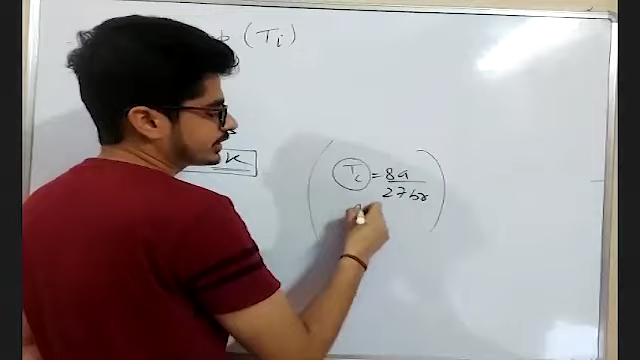 (Ti)
K
Tc = 8a
27br